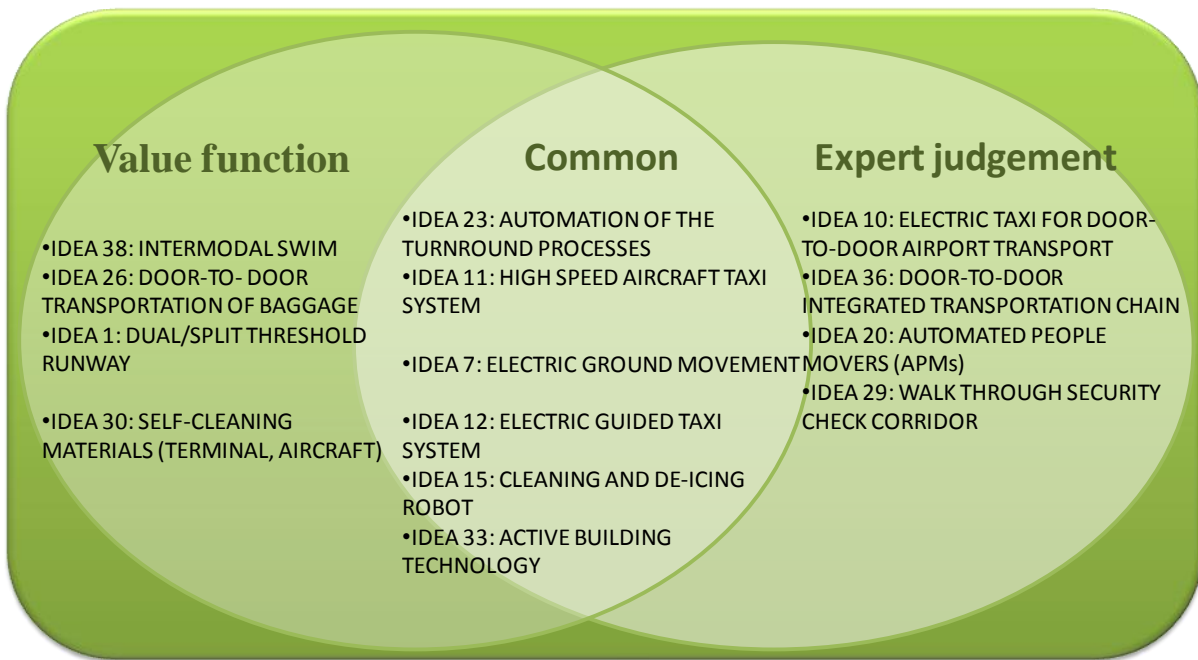 Value function
•IDEA 38: INTERMODAL SWIM
•IDEA 26: DOOR-TO- DOOR
TRANSPORTATION OF BAGGAGE
•IDEA 1: DUAL/SPLIT THRESHOLD
RUNWAY
•IDEA 30: SELF-CLEANING
MATERIALS (TERMINAL, AIRCRAFT)
Common
•IDEA 23: AUTOMATION OF THE
TURNROUND PROCESSES
•IDEA 11: HIGH SPEED AIRCRAFT TAXI
SYSTEM
•IDEA 7: ELECTRIC GROUND MOVEMENT
•IDEA 12: ELECTRIC GUIDED TAXI
SYSTEM
•IDEA 15: CLEANING AND DE-ICING
ROBOT
•IDEA 33: ACTIVE BUILDING
TECHNOLOGY
Expert judgement
•IDEA 10: ELECTRIC TAXI FOR DOOR-
TO-DOOR AIRPORT TRANSPORT
•IDEA 36: DOOR-TO-DOOR
INTEGRATED TRANSPORTATION CHAIN
•IDEA 20: AUTOMATED PEOPLE
MOVERS (APMs)
•IDEA 29: WALK THROUGH SECURITY
CHECK CORRIDOR